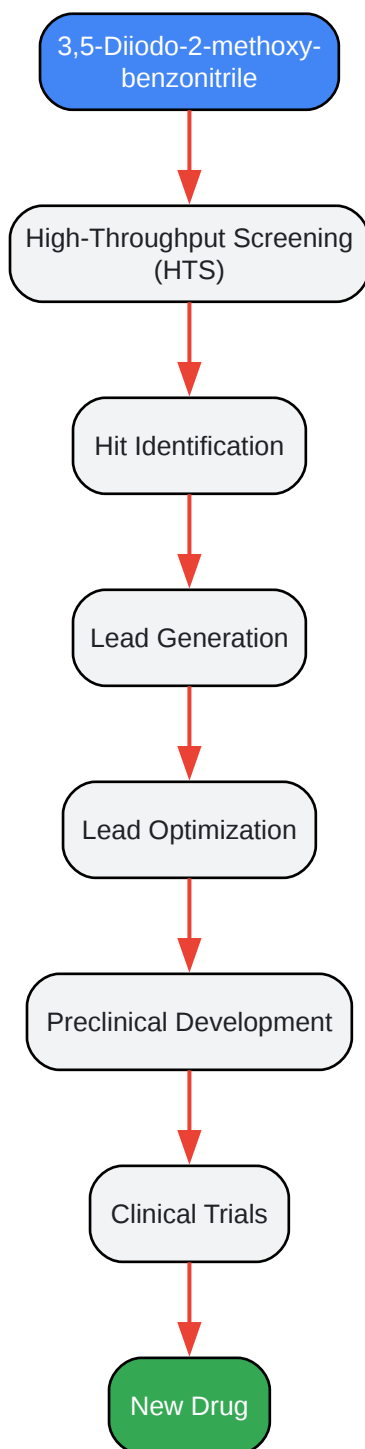 3,5-Diiodo-2-methoxy-
benzonitrile
High-Throughput Screening
(HTS)
Hit Identification
Lead Generation
Lead Optimization
Preclinical Development
Clinical Trials
New Drug